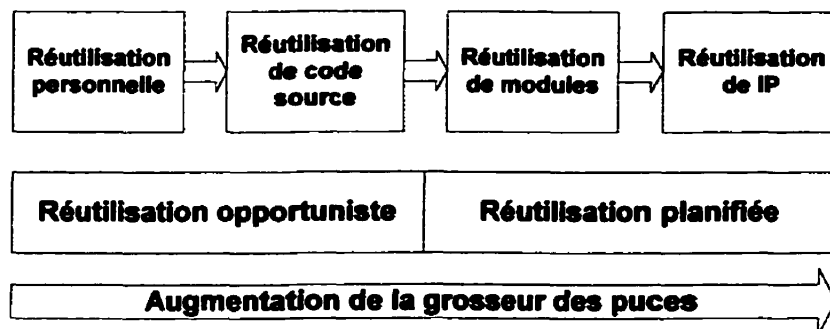 Réutilisation
personnelle
Réutilisation
de code
source
Réutilisation
de modules
Réutilisation
de IP
Réutilisation opportuniste
Réutilisation planifiée
Augmentation de la grosseur des puces